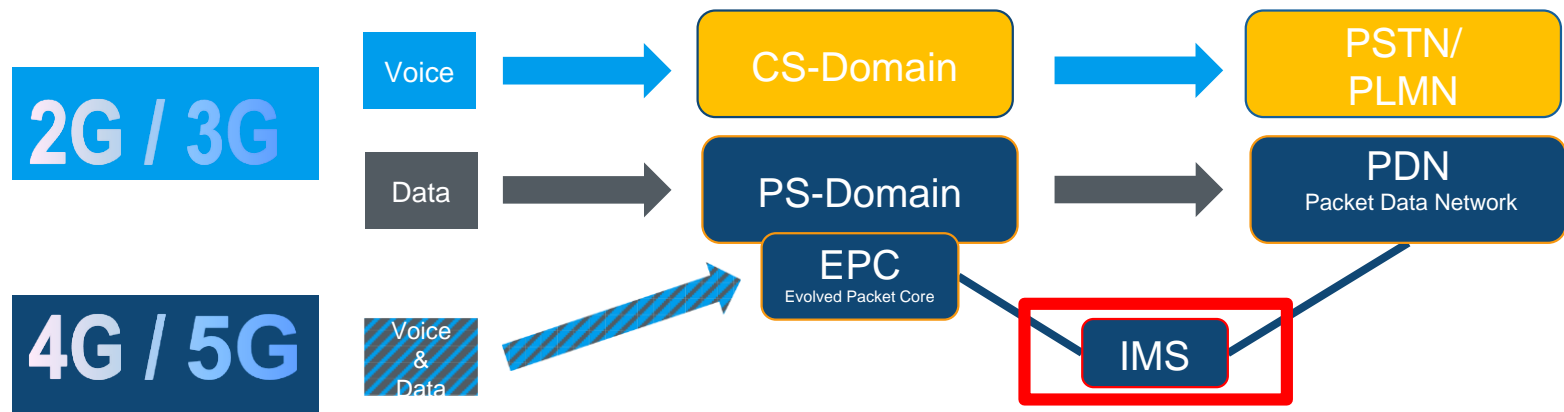 2G / 3G
Voice
CS-Domain
PSTN/
PLMN
Data
PS-Domain
PDN
Packet Data Network
EPC
Evolved Packet Core
4G / 5G
Voice
&
Data
IMS